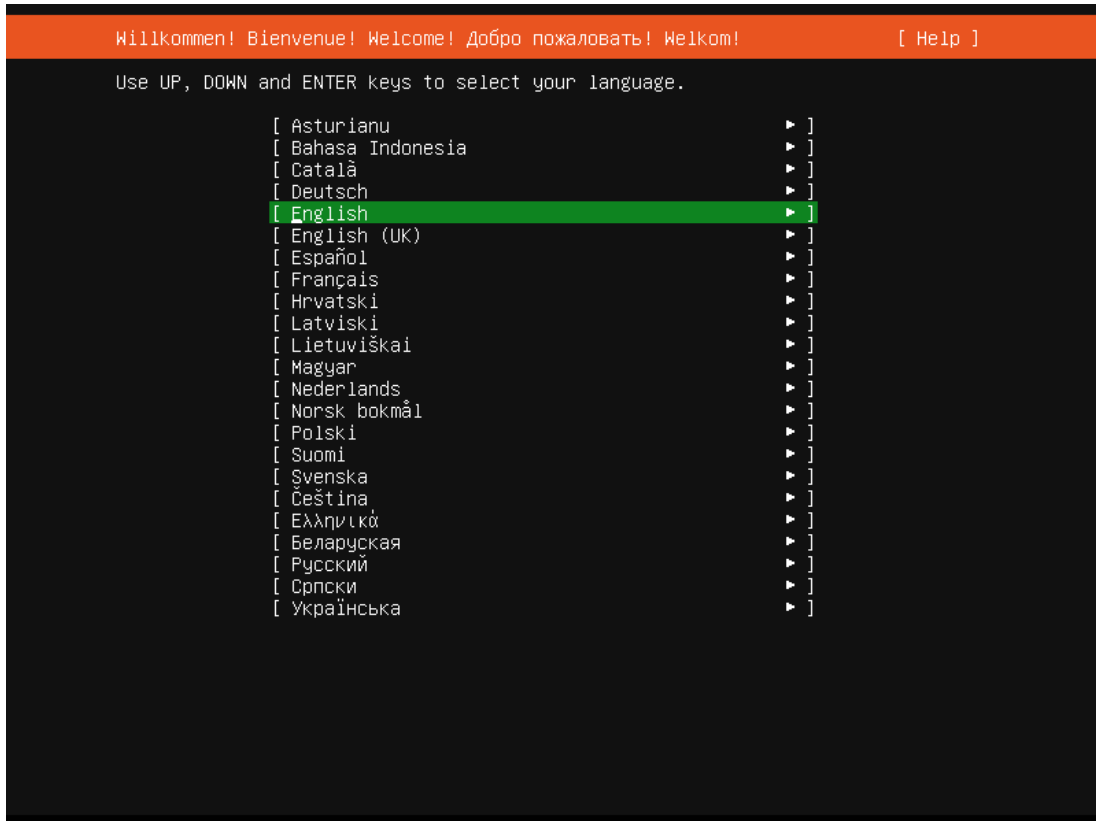 Willkommen! Bienvenue! Welcome! Добро пожаловать! Welkom! [ Help ]
Use UP, DOWN and ENTER keys to select your language.
[ Asturianu ► ]
[ Bahasa Indonesia ► ]
[ Català ► ]
[ Deutsch ► ]
[ English ► ]
[ English (UK) ► ]
[ Español ► ]
[ Français ► ]
[ Hrvatski ► ]
[ Latviski ► ]
[ Lietuviškai ► ]
[ Magyar ► ]
[ Nederlands ► ]
[ Norsk bokmål ► ]
[ Polski ► ]
[ Suomi ► ]
[ Svenska ► ]
[ Čeština ► ]
[ Ελληνικά ► ]
[ Беларуская ► ]
[ Русский ► ]
[ Српски ► ]
[ Українська ► ]